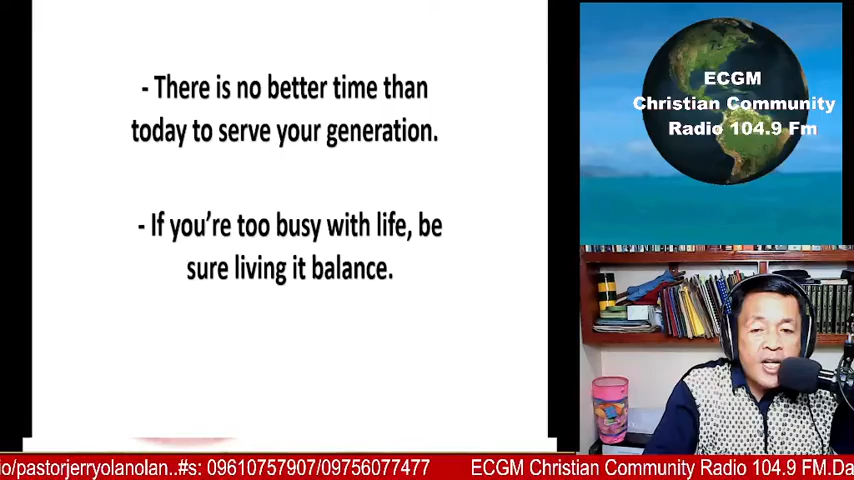 - There is no better time than
today to serve your generation.
- If you're too busy with life, be
sure living it balance.
ECGM
Christian Community
Radio 104.9 Fm
io/pastorjerryolanolan..#s: 09610757907/09756077477 ECGM Christian Community Radio 104.9 FM.Da